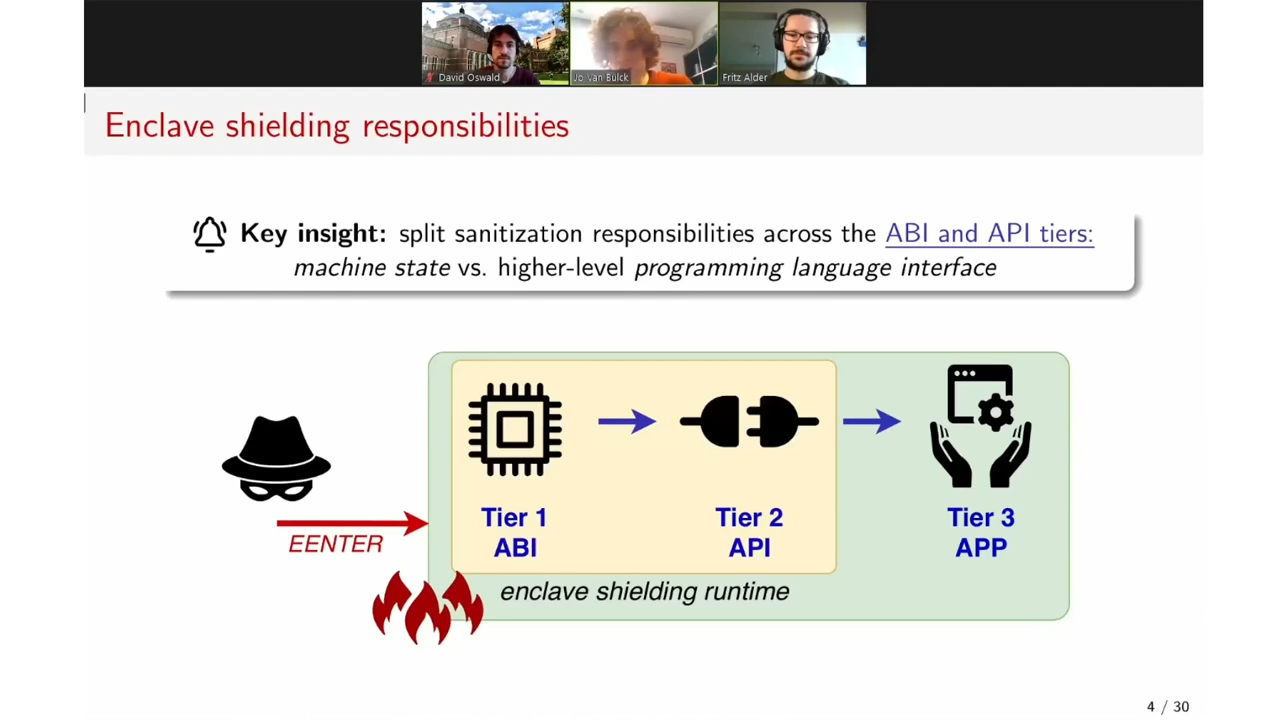 David Oswald
Jo Van Bulck
Fritz Alder
Enclave shielding responsibilities
Key insight: split sanitization responsibilities across the ABI and API tiers:
machine state vs. higher-level programming language interface
EENTER
Tier 1
ABI
Tier 2
API
Tier 3
APP
enclave shielding runtime
4 / 30